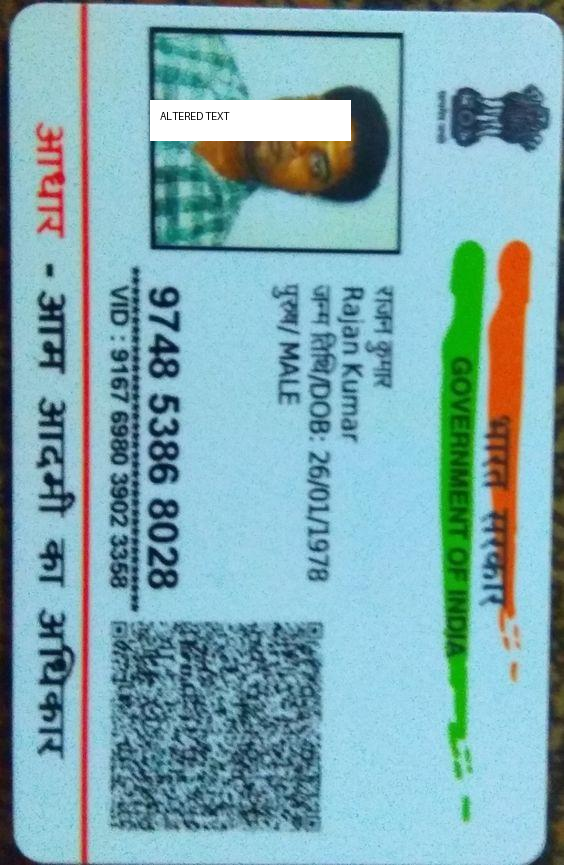 भारत सरकार
GOVERNMENT OF INDIA
ALTERED TEXT
राजन कुमार
Rajan Kumar
जन्म तिथि/DOB: 26/01/1978
पुरुष/ MALE
9748 5386 8028
VID : 9167 6980 3902 3358
आधार - आम आदमी का अधिकार